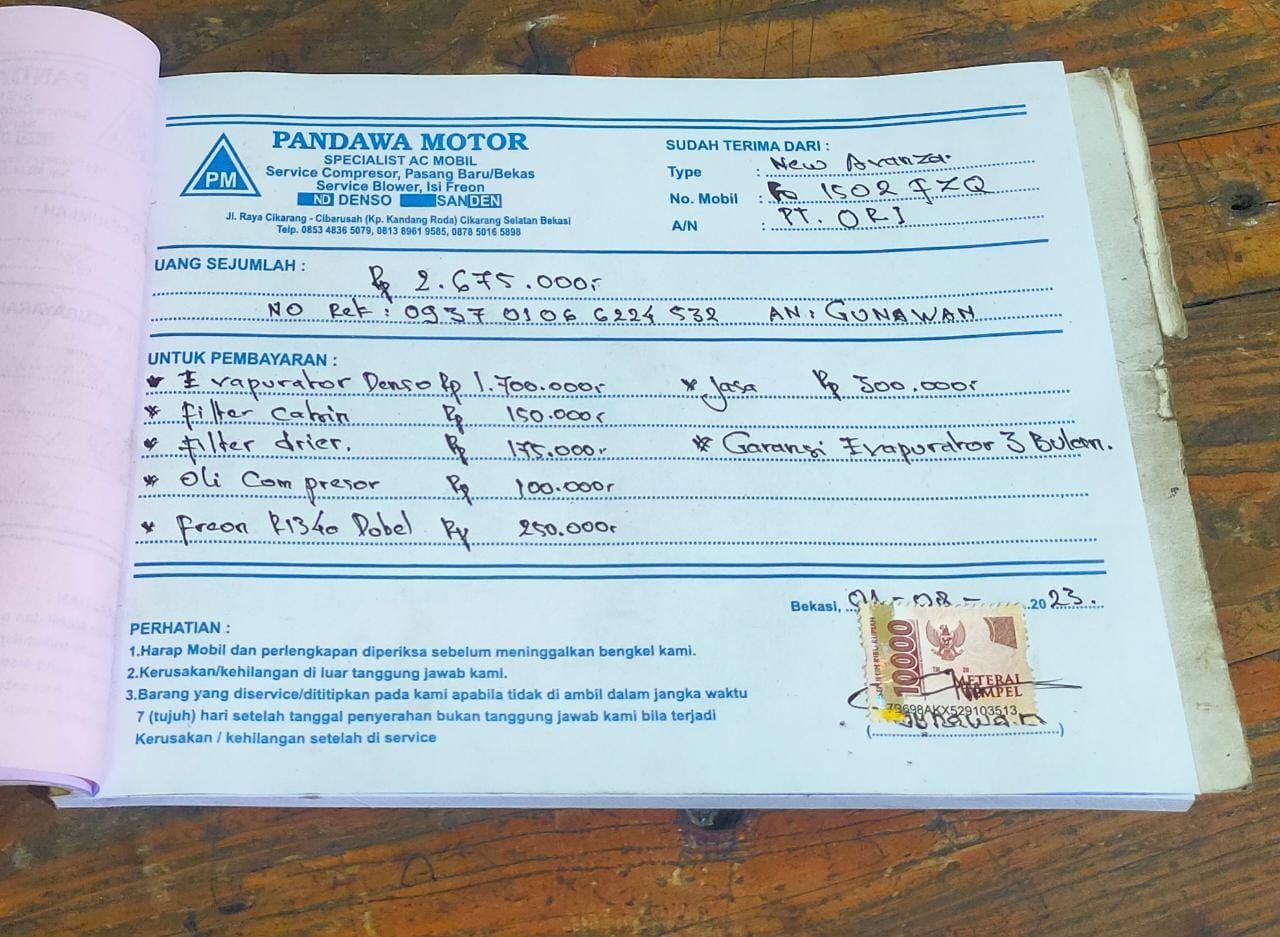 PANDAWA MOTOR
PM
SPECIALIST AC MOBIL
Service Compresor, Pasang Baru/Bekas
Service Blower, Isi Freon
ND DENSO SANDEN
Jl. Raya Cikarang - Cibarusah (Kp. Kandang Roda) Cikarang Selatan Bekasi
Telp. 0853 4836 5079, 0813 8961 9585, 0878 5016 5898
SUDAH TERIMA DARI :
Type : New Avanza.
No. Mobil : 1502 FZQ
A/N : PT. ORI
UANG SEJUMLAH :
Rp 2.675.000,-
NO Rek : 0937 0106 6224 532 AN : GUNAWAN
UNTUK PEMBAYARAN :
* Evapurator Denso Rp 1.700.000,- * Jasa Rp 300.000,-
* Filter Cabin Rp 150.000,-
* Filter drier. Rp 175.000,- * Garansi Evapurator 3 Bulan.
* Oli Compresor Rp 100.000,-
* Freon R134a Dobel Rp 250.000,-
Bekasi, 01-08-2023.
PERHATIAN :
1.Harap Mobil dan perlengkapan diperiksa sebelum meninggalkan bengkel kami.
2.Kerusakan/kehilangan di luar tanggung jawab kami.
3.Barang yang diservice/dititipkan pada kami apabila tidak di ambil dalam jangka waktu
7 (tujuh) hari setelah tanggal penyerahan bukan tanggung jawab kami bila terjadi
Kerusakan / kehilangan setelah di service
10000
METERAI
TEMPEL
698AKX529103513
(Gunawan)